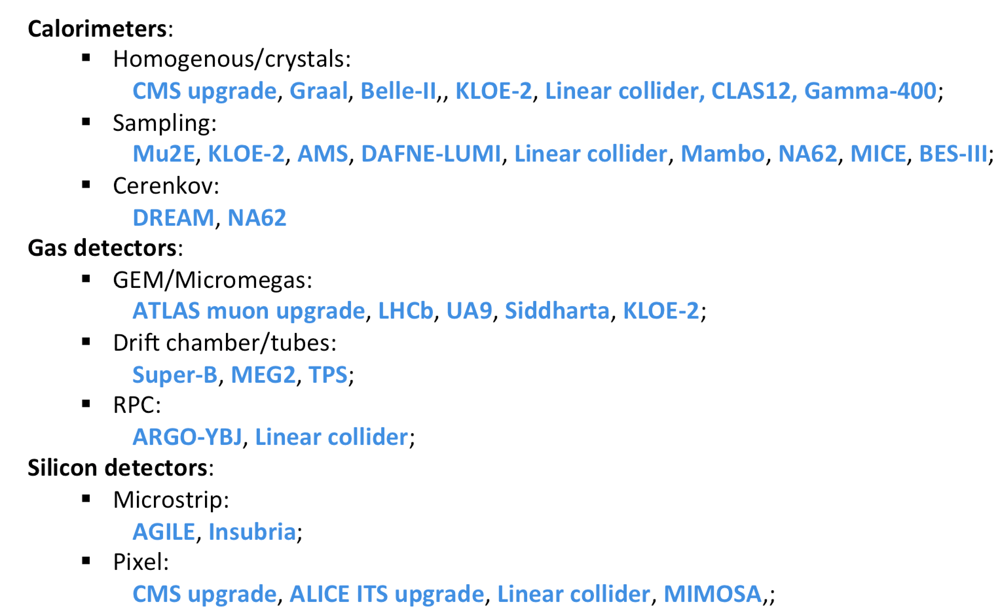 Calorimeters:
▪ Homogenous/crystals:
CMS upgrade, Graal, Belle-II,, KLOE-2, Linear collider, CLAS12, Gamma-400;
▪ Sampling:
Mu2E, KLOE-2, AMS, DAFNE-LUMI, Linear collider, Mambo, NA62, MICE, BES-III;
▪ Cerenkov:
DREAM, NA62
Gas detectors:
▪ GEM/Micromegas:
ATLAS muon upgrade, LHCb, UA9, Siddharta, KLOE-2;
▪ Drift chamber/tubes:
Super-B, MEG2, TPS;
▪ RPC:
ARGO-YBJ, Linear collider;
Silicon detectors:
▪ Microstrip:
AGILE, Insubria;
▪ Pixel:
CMS upgrade, ALICE ITS upgrade, Linear collider, MIMOSA,;